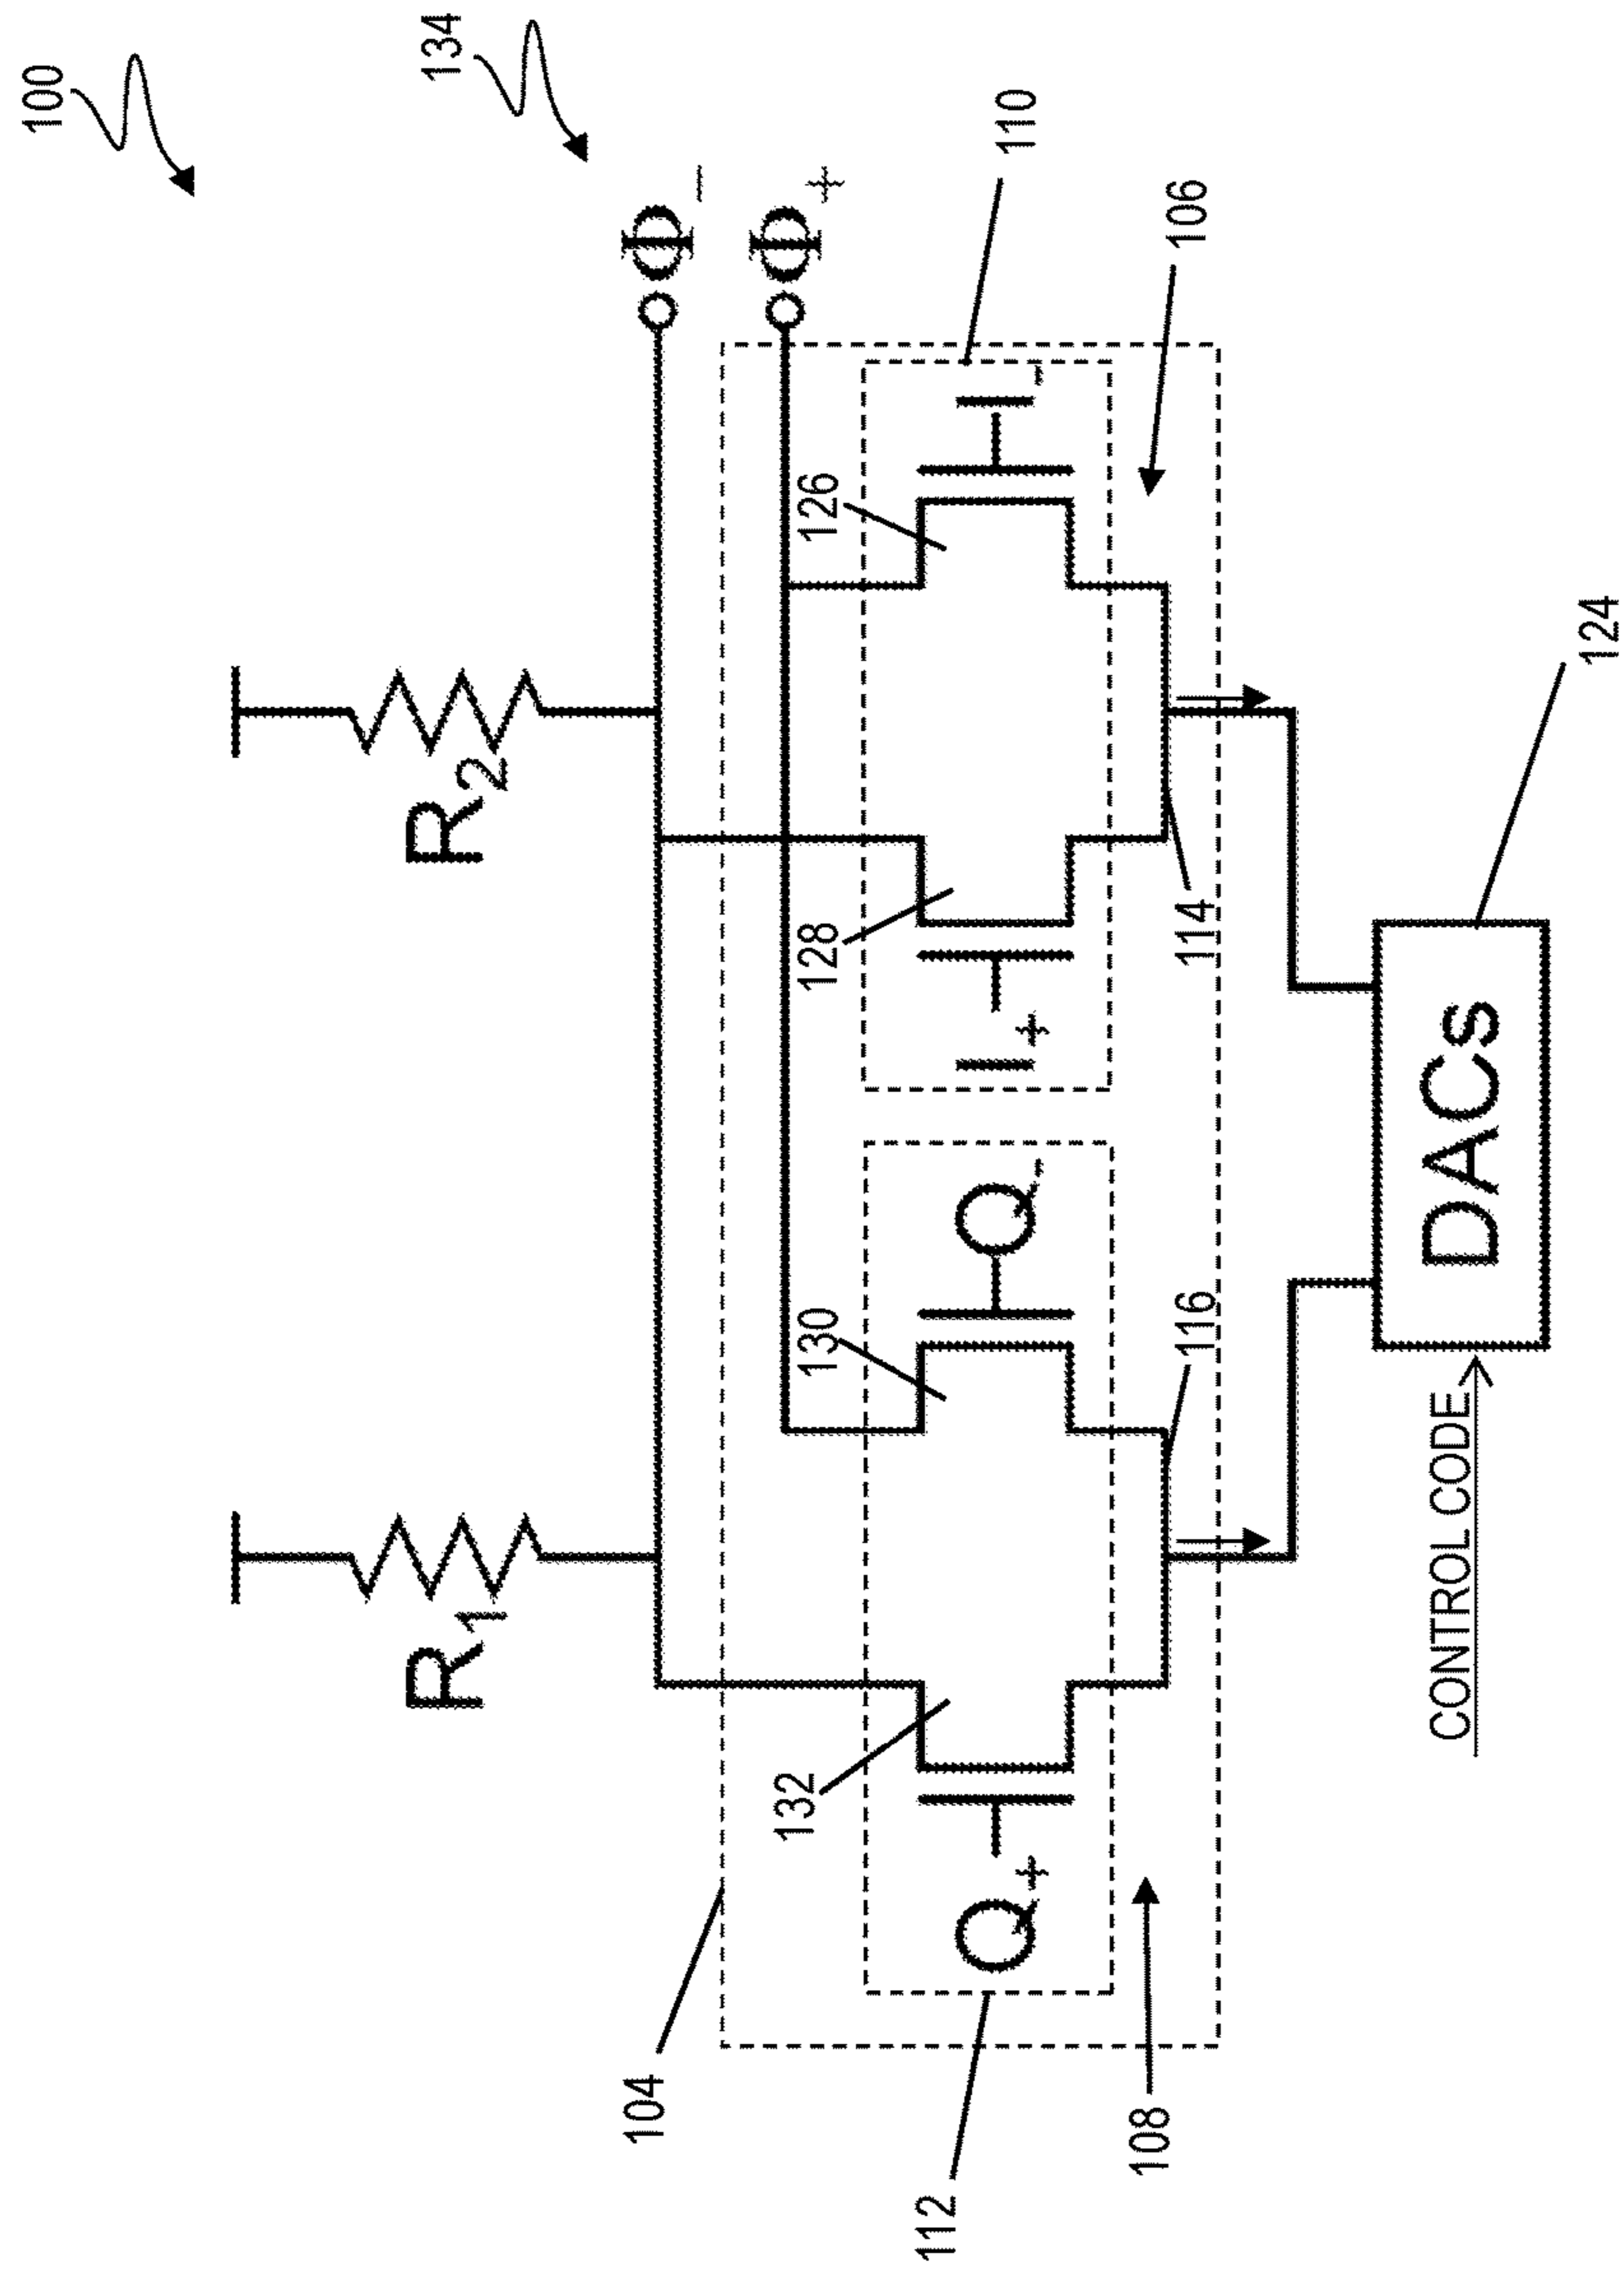 100
134
R1
R2
104
Φ−
Φ+
132
130
128
126
110
112
Q+
Q-
I+
I-
108
116
114
106
CONTROL CODE
DACs
124